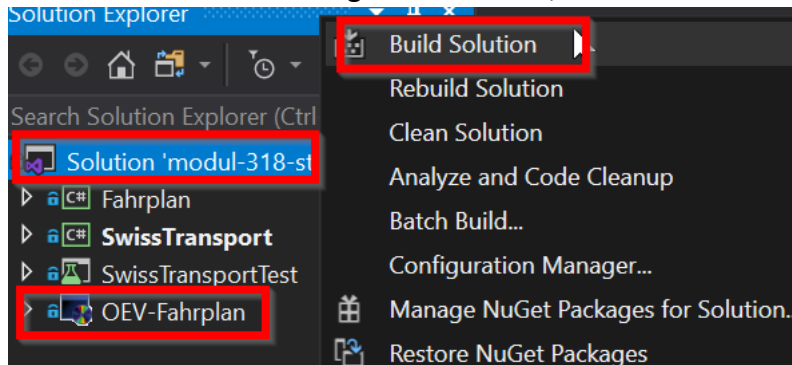 Solution Explorer
Search Solution Explorer (Ctrl
Solution 'modul-318-st
C# Fahrplan
C# SwissTransport
SwissTransportTest
OEV-Fahrplan
Build Solution
Rebuild Solution
Clean Solution
Analyze and Code Cleanup
Batch Build...
Configuration Manager...
Manage NuGet Packages for Solution..
Restore NuGet Packages